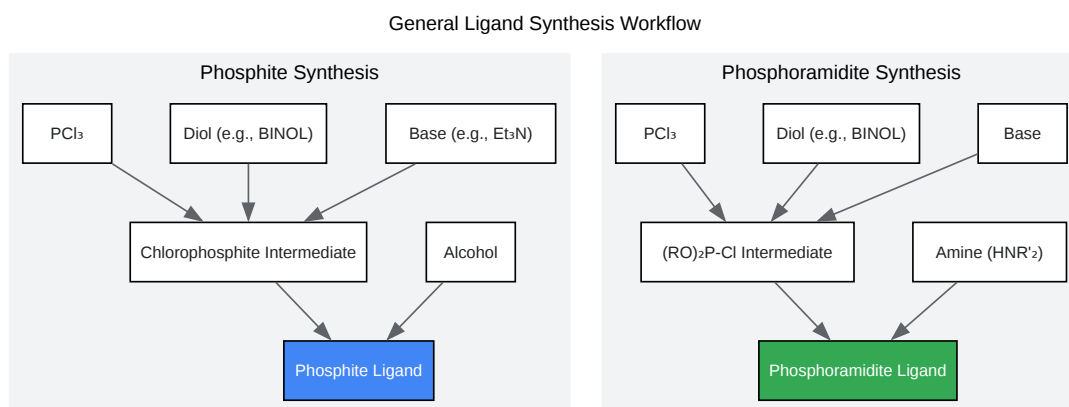 General Ligand Synthesis Workflow
Phosphite Synthesis
PCl₃
Diol (e.g., BINOL)
Base (e.g., Et₃N)
Chlorophosphite Intermediate
Alcohol
Phosphite Ligand
Phosphoramidite Synthesis
PCl₃
Diol (e.g., BINOL)
Base
(RO)₂P-Cl Intermediate
Amine (HNR'₂)
Phosphoramidite Ligand